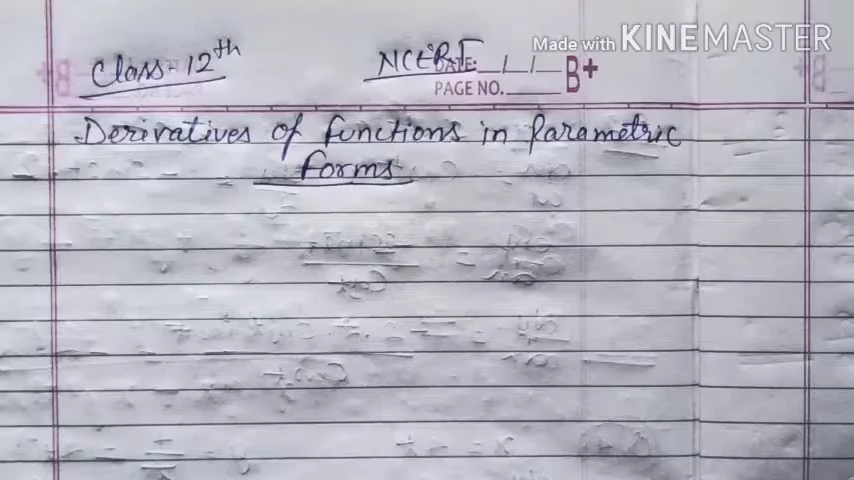 Made with KINEMASTER
Class-12th
NCERT
DATE: / /
PAGE NO.
B+
Derivatives of functions in Parametric
forms